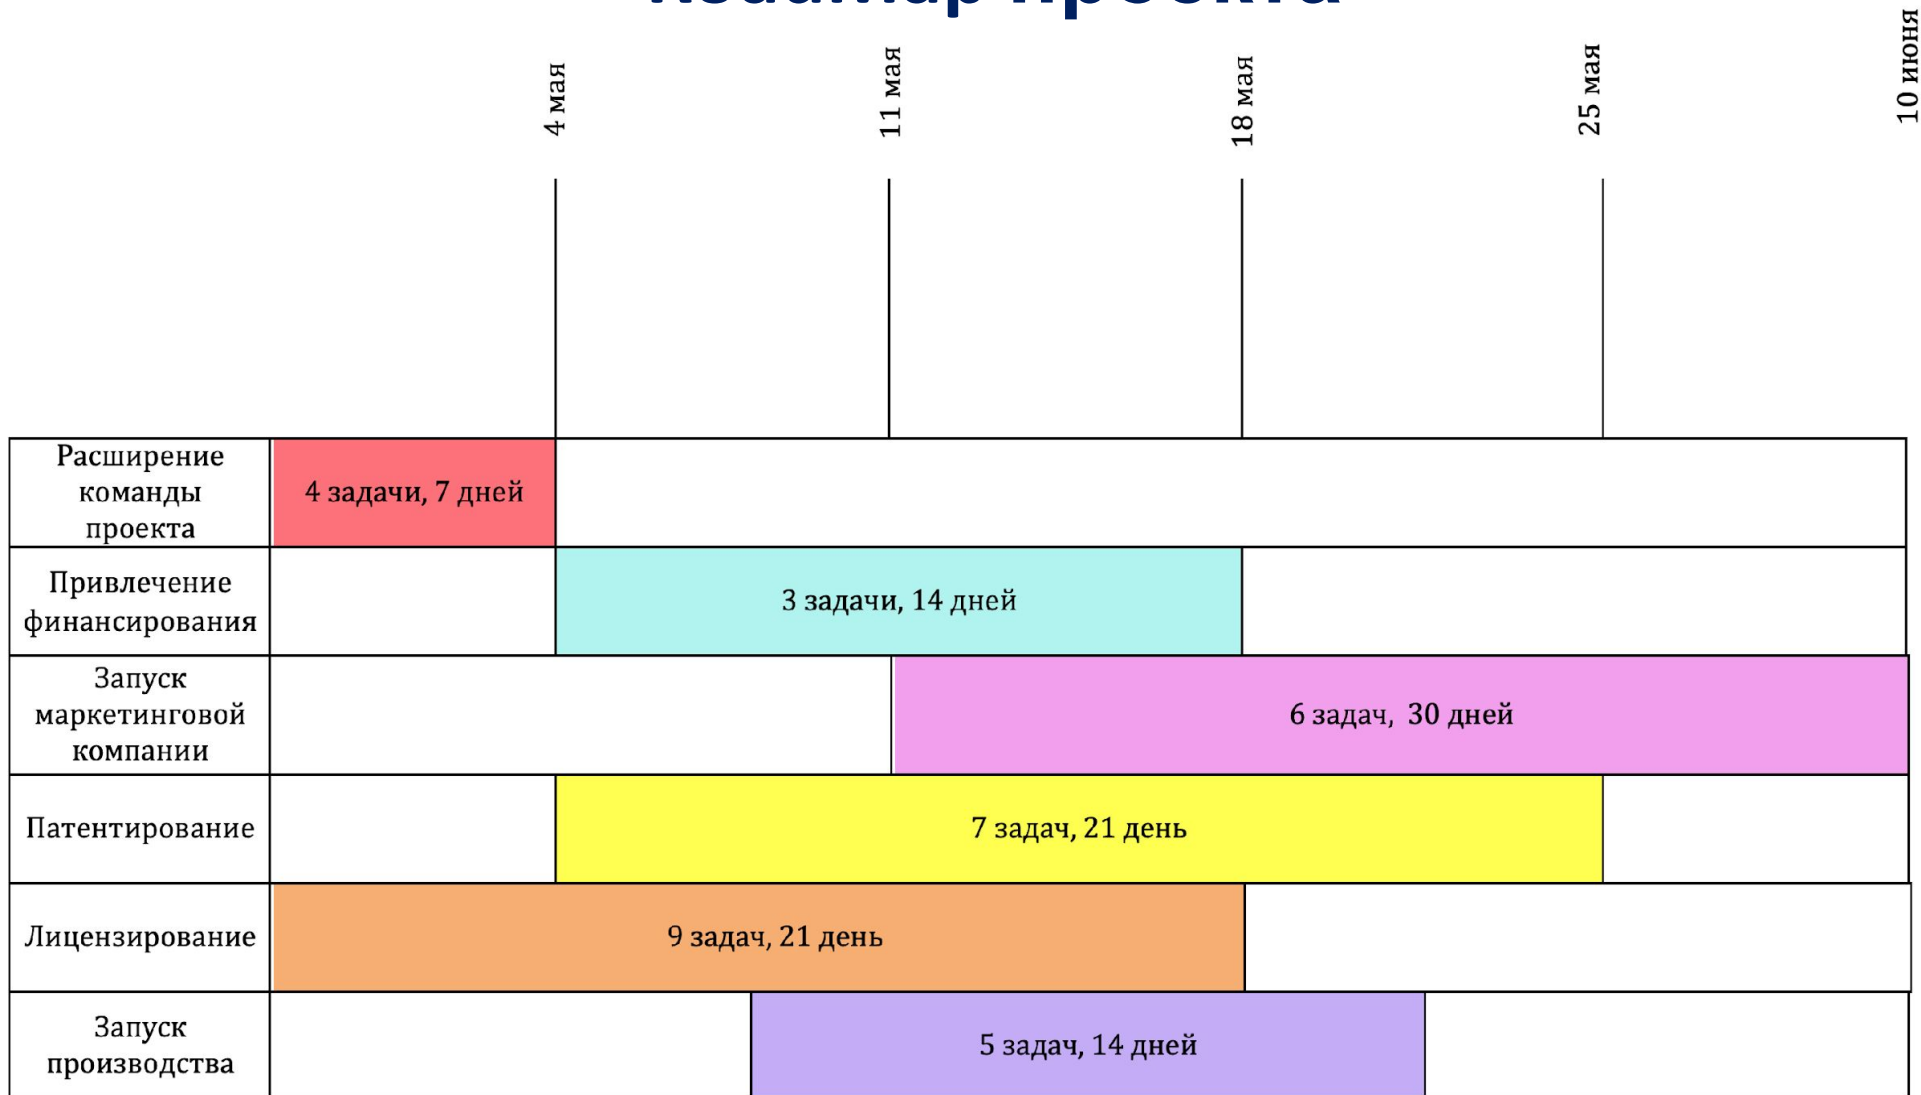 проекта
4 мая
11 мая
18 мая
25 мая
10 июня
Расширение
команды
проекта
4 задачи, 7 дней
Привлечение
финансирования
3 задачи, 14 дней
Запуск
маркетинговой
компании
6 задач, 30 дней
Патентирование
7 задач, 21 день
Лицензирование
9 задач, 21 день
Запуск
производства
5 задач, 14 дней